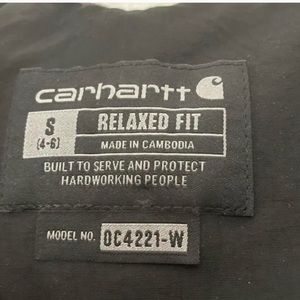 carhartt
S
(4-6)
RELAXED FIT
MADE IN CAMBODIA
BUILT TO SERVE AND PROTECT
HARDWORKING PEOPLE
MODEL NO. OC4221-W